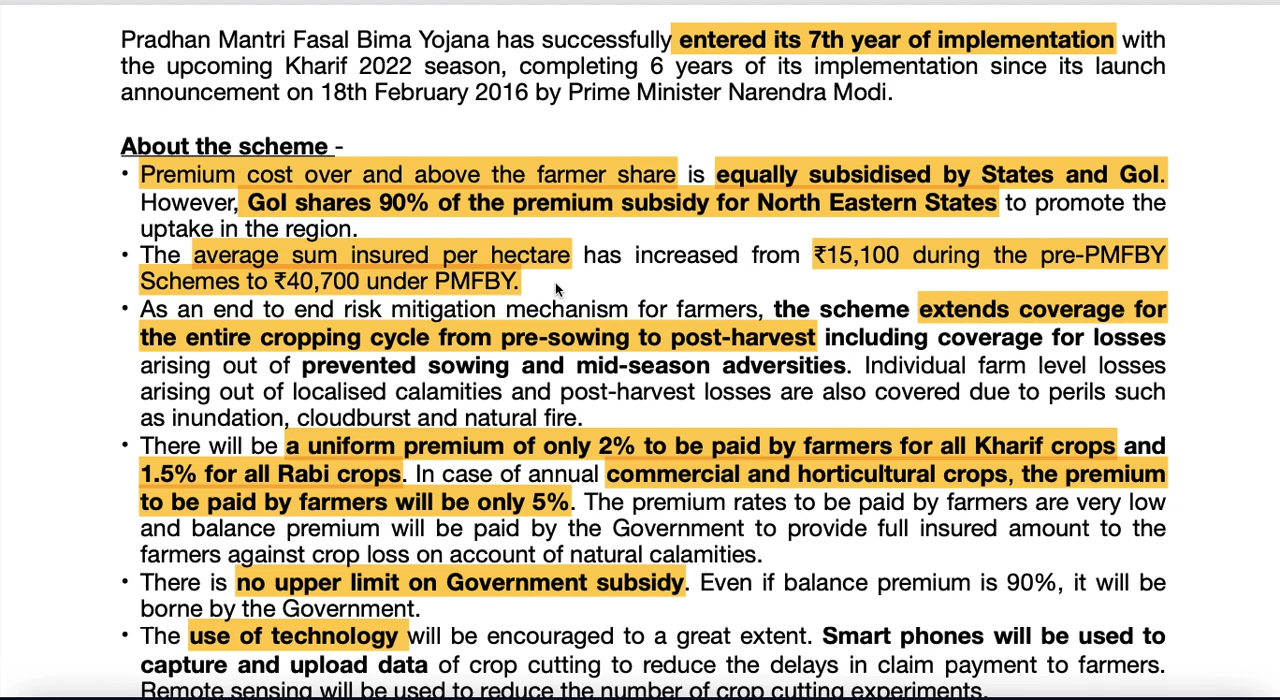 Pradhan Mantri Fasal Bima Yojana has successfully entered its 7th year of implementation with
the upcoming Kharif 2022 season, completing 6 years of its implementation since its launch
announcement on 18th February 2016 by Prime Minister Narendra Modi.
About the scheme -
• Premium cost over and above the farmer share is equally subsidised by States and GoI.
However, GoI shares 90% of the premium subsidy for North Eastern States to promote the
uptake in the region.
• The average sum insured per hectare has increased from ₹15,100 during the pre-PMFBY
Schemes to ₹40,700 under PMFBY.
• As an end to end risk mitigation mechanism for farmers, the scheme extends coverage for
the entire cropping cycle from pre-sowing to post-harvest including coverage for losses
arising out of prevented sowing and mid-season adversities. Individual farm level losses
arising out of localised calamities and post-harvest losses are also covered due to perils such
as inundation, cloudburst and natural fire.
• There will be a uniform premium of only 2% to be paid by farmers for all Kharif crops and
1.5% for all Rabi crops. In case of annual commercial and horticultural crops, the premium
to be paid by farmers will be only 5%. The premium rates to be paid by farmers are very low
and balance premium will be paid by the Government to provide full insured amount to the
farmers against crop loss on account of natural calamities.
• There is no upper limit on Government subsidy. Even if balance premium is 90%, it will be
borne by the Government.
• The use of technology will be encouraged to a great extent. Smart phones will be used to
capture and upload data of crop cutting to reduce the delays in claim payment to farmers.
Remote sensing will be used to reduce the number of crop cutting experiments.